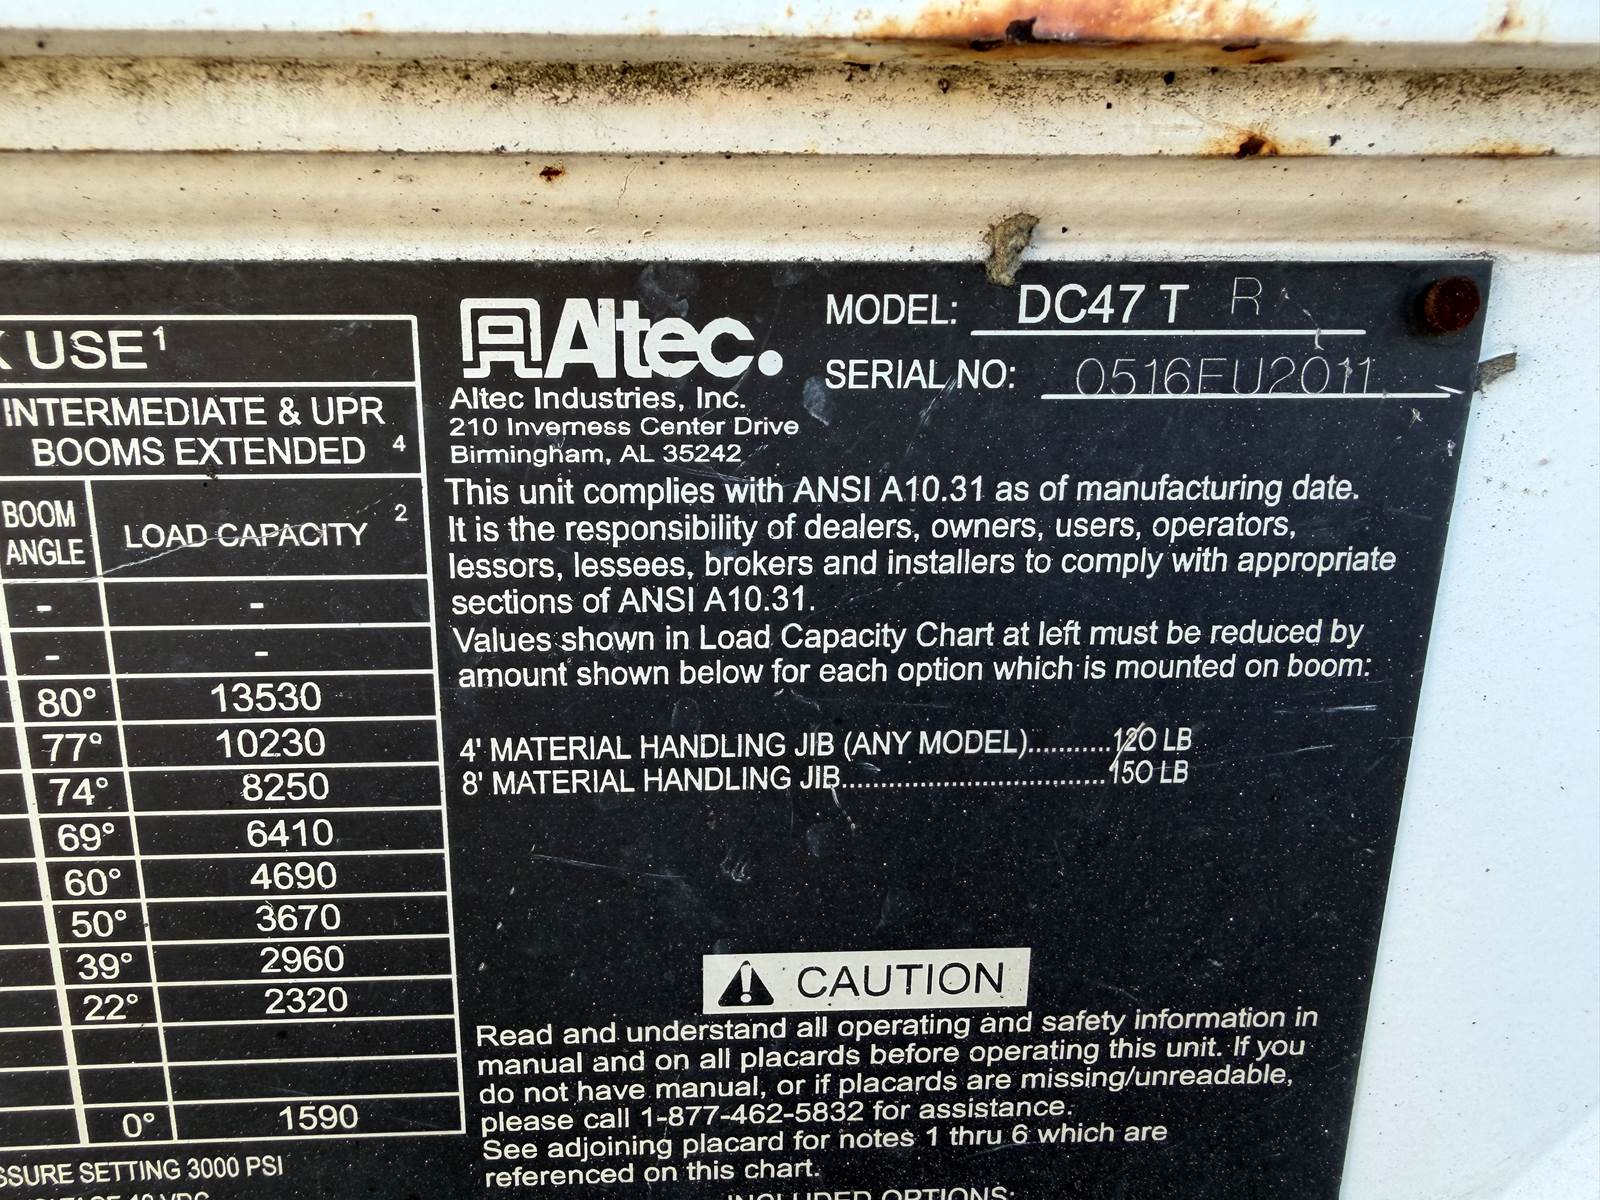 USE¹
INTERMEDIATE & UPR
BOOMS EXTENDED ⁴
BOOM ANGLE
LOAD CAPACITY ²
- -
- -
80° 13530
77° 10230
74° 8250
69° 6410
60° 4690
50° 3670
39° 2960
22° 2320
0° 1590
SETTING 3000 PSI
Altec.
Altec Industries, Inc.
210 Inverness Center Drive
Birmingham, AL 35242
MODEL: DC47 T R
SERIAL NO: 0516EU2011
This unit complies with ANSI A10.31 as of manufacturing date.
It is the responsibility of dealers, owners, users, operators,
lessors, lessees, brokers and installers to comply with appropriate
sections of ANSI A10.31.
Values shown in Load Capacity Chart at left must be reduced by
amount shown below for each option which is mounted on boom:
4' MATERIAL HANDLING JIB (ANY MODEL)...........120 LB
8' MATERIAL HANDLING JIB.................................150 LB
CAUTION
Read and understand all operating and safety information in
manual and on all placards before operating this unit. If you
do not have manual, or if placards are missing/unreadable,
please call 1-877-462-5832 for assistance.
See adjoining placard for notes 1 thru 6 which are
referenced on this chart.
INCLUDED OPTIONS: